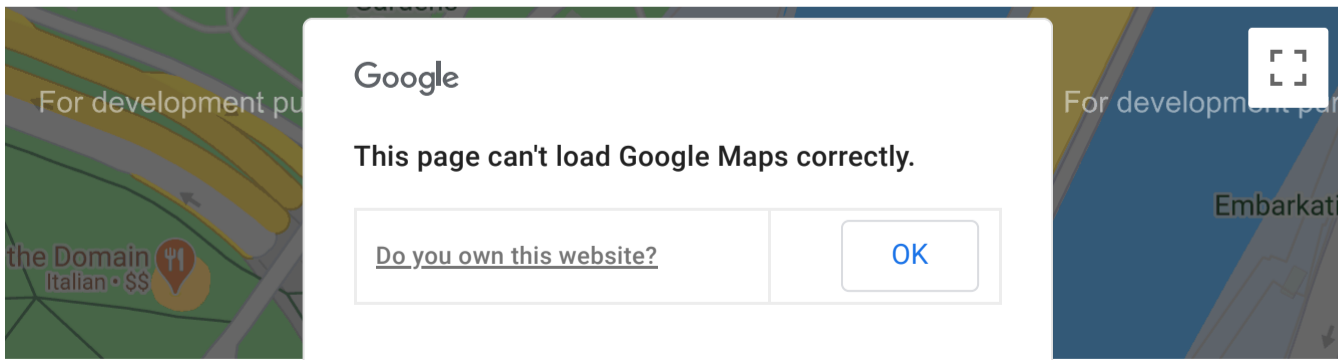 Google
For development pu
For development pur
This page can't load Google Maps correctly.
Embarkati
the Domain
Italian • $$
Do you own this website?
OK